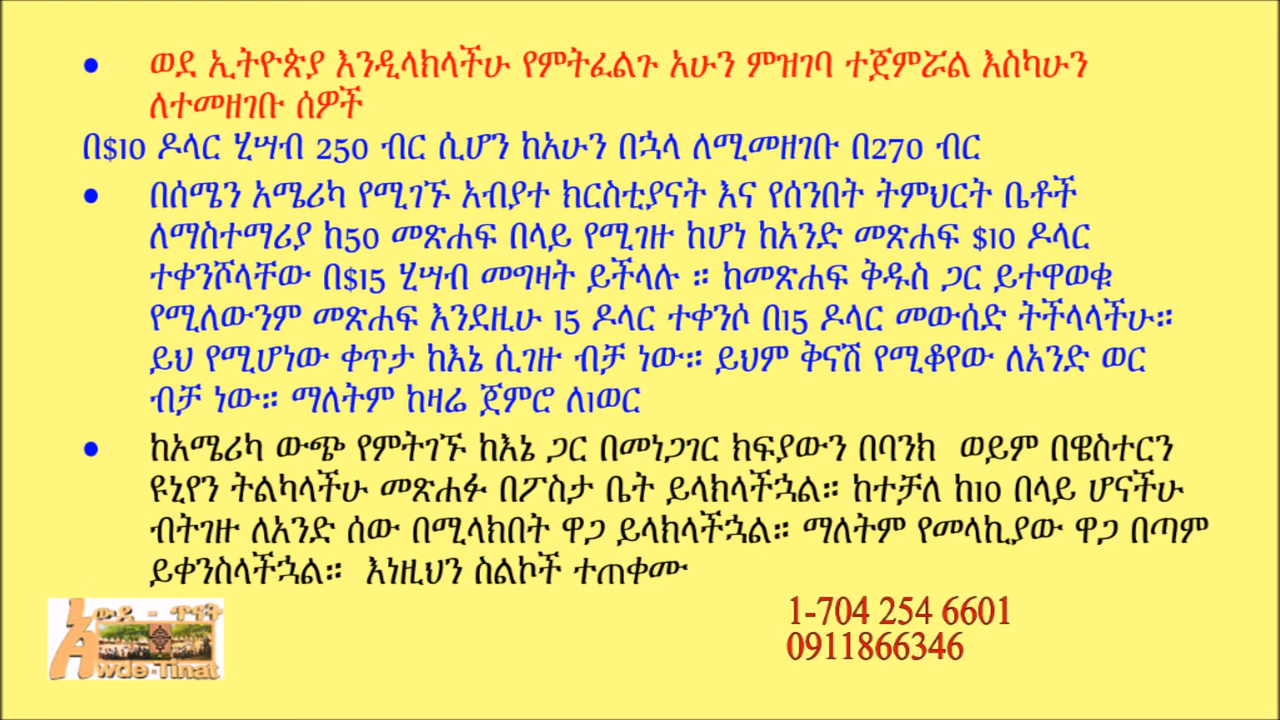 • ወደ ኢትዮጵያ እንዲላክላችሁ የምትፈልጉ አሁን ምዝገባ ተጀምሯል እስካሁን
ለተመዘገቡ ሰዎች
በ$10 ዶላር ሂሣብ 250 ብር ሲሆን ከአሁን በኋላ ለሚመዘገቡ በ270 ብር
• በሰሜን አሜሪካ የሚገኙ አብያተ ክርስቲያናት እና የሰንበት ትምህርት ቤቶች
ለማስተማሪያ ከ50 መጽሐፍ በላይ የሚገዙ ከሆነ ከአንድ መጽሐፍ $10 ዶላር
ተቀንሾላቸው በ$15 ሂሣብ መግዛት ይችላሉ ። ከመጽሐፍ ቅዱስ ጋር ይተዋወቁ
የሚለውንም መጽሐፍ እንደዚሁ 15 ዶላር ተቀንሶ በ15 ዶላር መውሰድ ትችላላችሁ።
ይህ የሚሆነው ቀጥታ ከእኔ ሲገዙ ብቻ ነው። ይህም ቅናሽ የሚቆየው ለአንድ ወር
ብቻ ነው። ማለትም ከዛሬ ጀምሮ ለ1ወር
• ከአሜሪካ ውጭ የምትገኙ ከእኔ ጋር በመነጋገር ክፍያውን በባንክ ወይም በዌስተርን
ዩኒየን ትልካላችሁ መጽሐፉ በፖስታ ቤት ይላክላችኋል። ከተቻለ ከ10 በላይ ሆናችሁ
ብትገዙ ለአንድ ሰው በሚላክበት ዋጋ ይላክላችኋል። ማለትም የመላኪያው ዋጋ በጣም
ይቀንስላችኋል። እነዚህን ስልኮች ተጠቀሙ
1-704 254 6601
0911866346
አውደ - ጥናት
Awde-Tinat